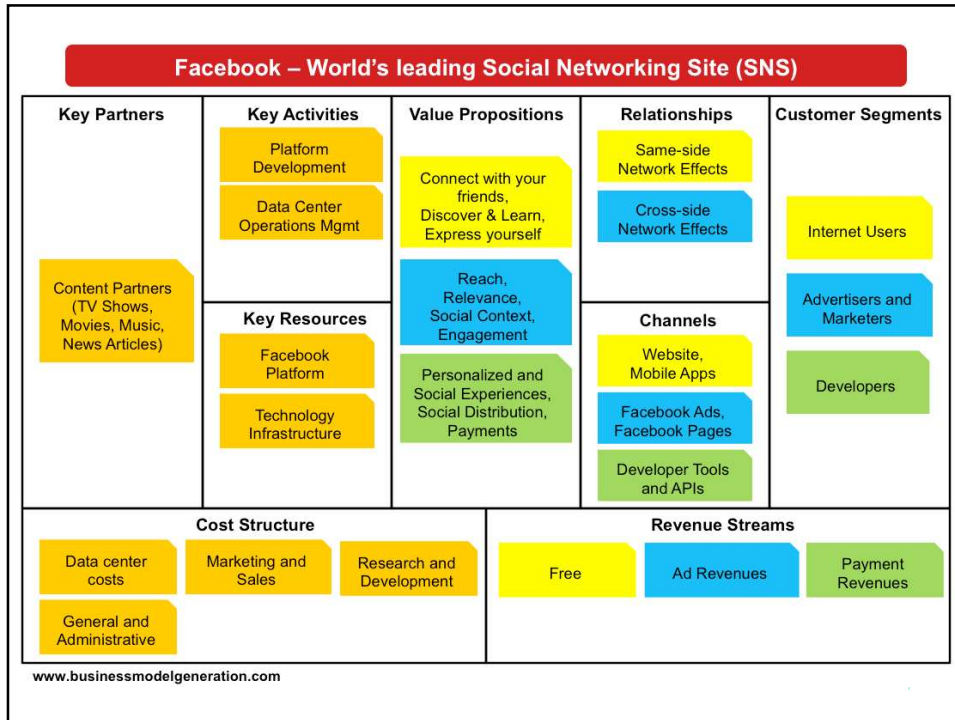 Facebook – World's leading Social Networking Site (SNS)
Key Partners
Content Partners
(TV Shows,
Movies, Music,
News Articles)
Key Activities
Platform
Development
Data Center
Operations Mgmt
Key Resources
Facebook
Platform
Technology
Infrastructure
Value Propositions
Connect with your
friends,
Discover & Learn,
Express yourself
Reach,
Relevance,
Social Context,
Engagement
Personalized and
Social Experiences,
Social Distribution,
Payments
Relationships
Same-side
Network Effects
Cross-side
Network Effects
Channels
Website,
Mobile Apps
Facebook Ads,
Facebook Pages
Developer Tools
and APIs
Customer Segments
Internet Users
Advertisers and
Marketers
Developers
Cost Structure
Data center
costs
Marketing and
Sales
Research and
Development
General and
Administrative
Revenue Streams
Free
Ad Revenues
Payment
Revenues
www.businessmodelgeneration.com